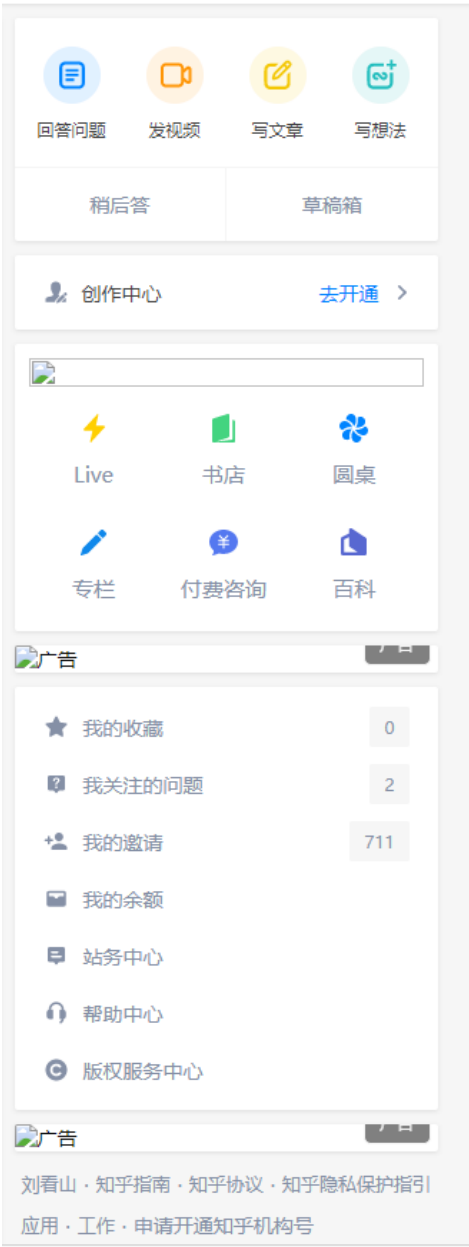 回答问题 发视频 写文章 写想法
稍后答 草稿箱
创作中心 去开通
Live 书店 圆桌
¥
专栏 付费咨询 百科
广告 广告
我的收藏 0
?
我关注的问题 2
我的邀请 711
我的余额
站务中心
帮助中心
版权服务中心
广告 广告
刘看山 · 知乎指南 · 知乎协议 · 知乎隐私保护指引
应用 · 工作 · 申请开通知乎机构号